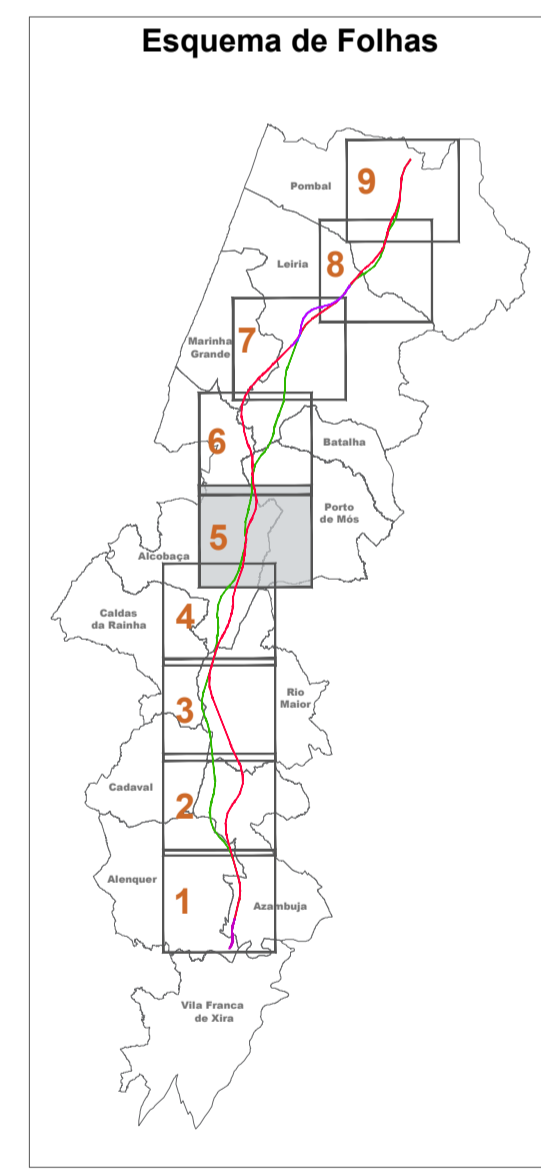 Esquema de Folhas
9
Pombal
8
Leiria
7
Marinha
Grande
6
Batalha
Porto
de Mós
5
Alcobaça
4
Caldas
da Rainha
Rio
Maior
3
Cadaval
2
Alenquer
1
Azambuja
Vila Franca
de Xira